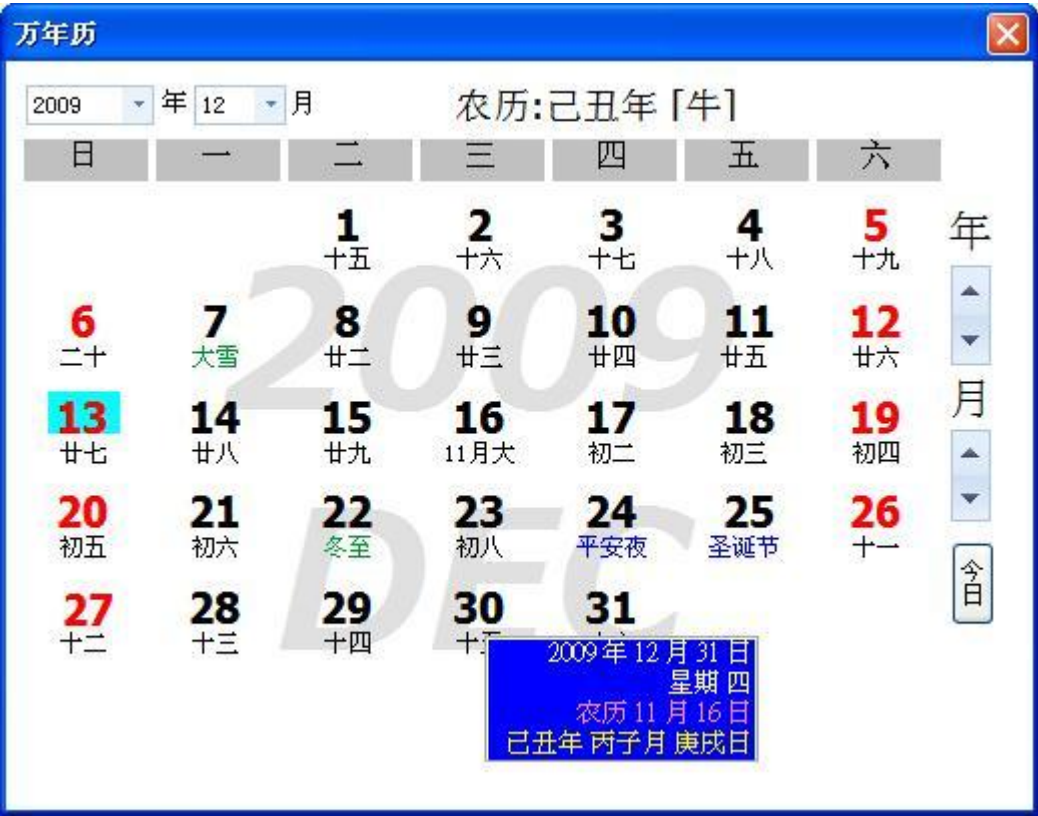 万年历
2009 年 12 月 农历:己丑年「牛」
日 一 二 三 四 五 六
1 2 3 4 5
十五 十六 十七 十八 十九
年
6 7 8 9 10 11 12
二十 大雪 廿二 廿三 廿四 廿五 廿六
月
13 14 15 16 17 18 19
廿七 廿八 廿九 11月大 初二 初三 初四
20 21 22 23 24 25 26
初五 初六 冬至 初八 平安夜 圣诞节 十一
今日
27 28 29 30 31
十二 十三 十四
2009
DEC
2009 年 12 月 31 日
星期 四
农历 11 月 16 日
己丑年 丙子月 庚戌日